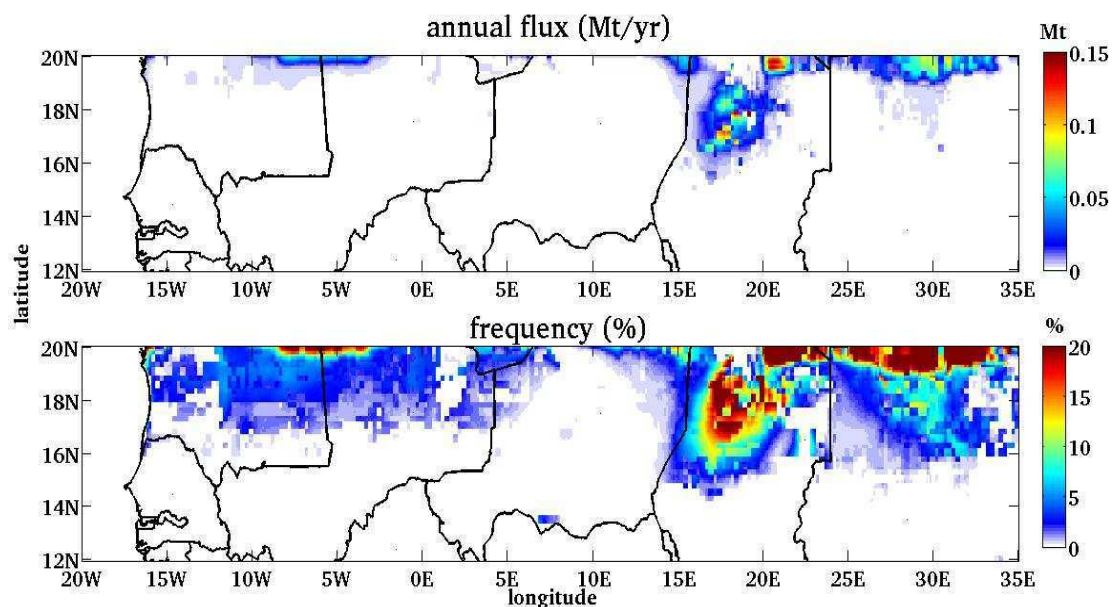 annual flux (Mt/yr)
Mt
20N
18N
16N
14N
12N
20W 15W 10W 5W 0E 5E 10E 15E 20E 25E 30E 35E
0.15
0.1
0.05
0
latitude
frequency (%)
%
20N
18N
16N
14N
12N
20W 15W 10W 5W 0E 5E 10E 15E 20E 25E 30E 35E
20
15
10
5
0
longitude